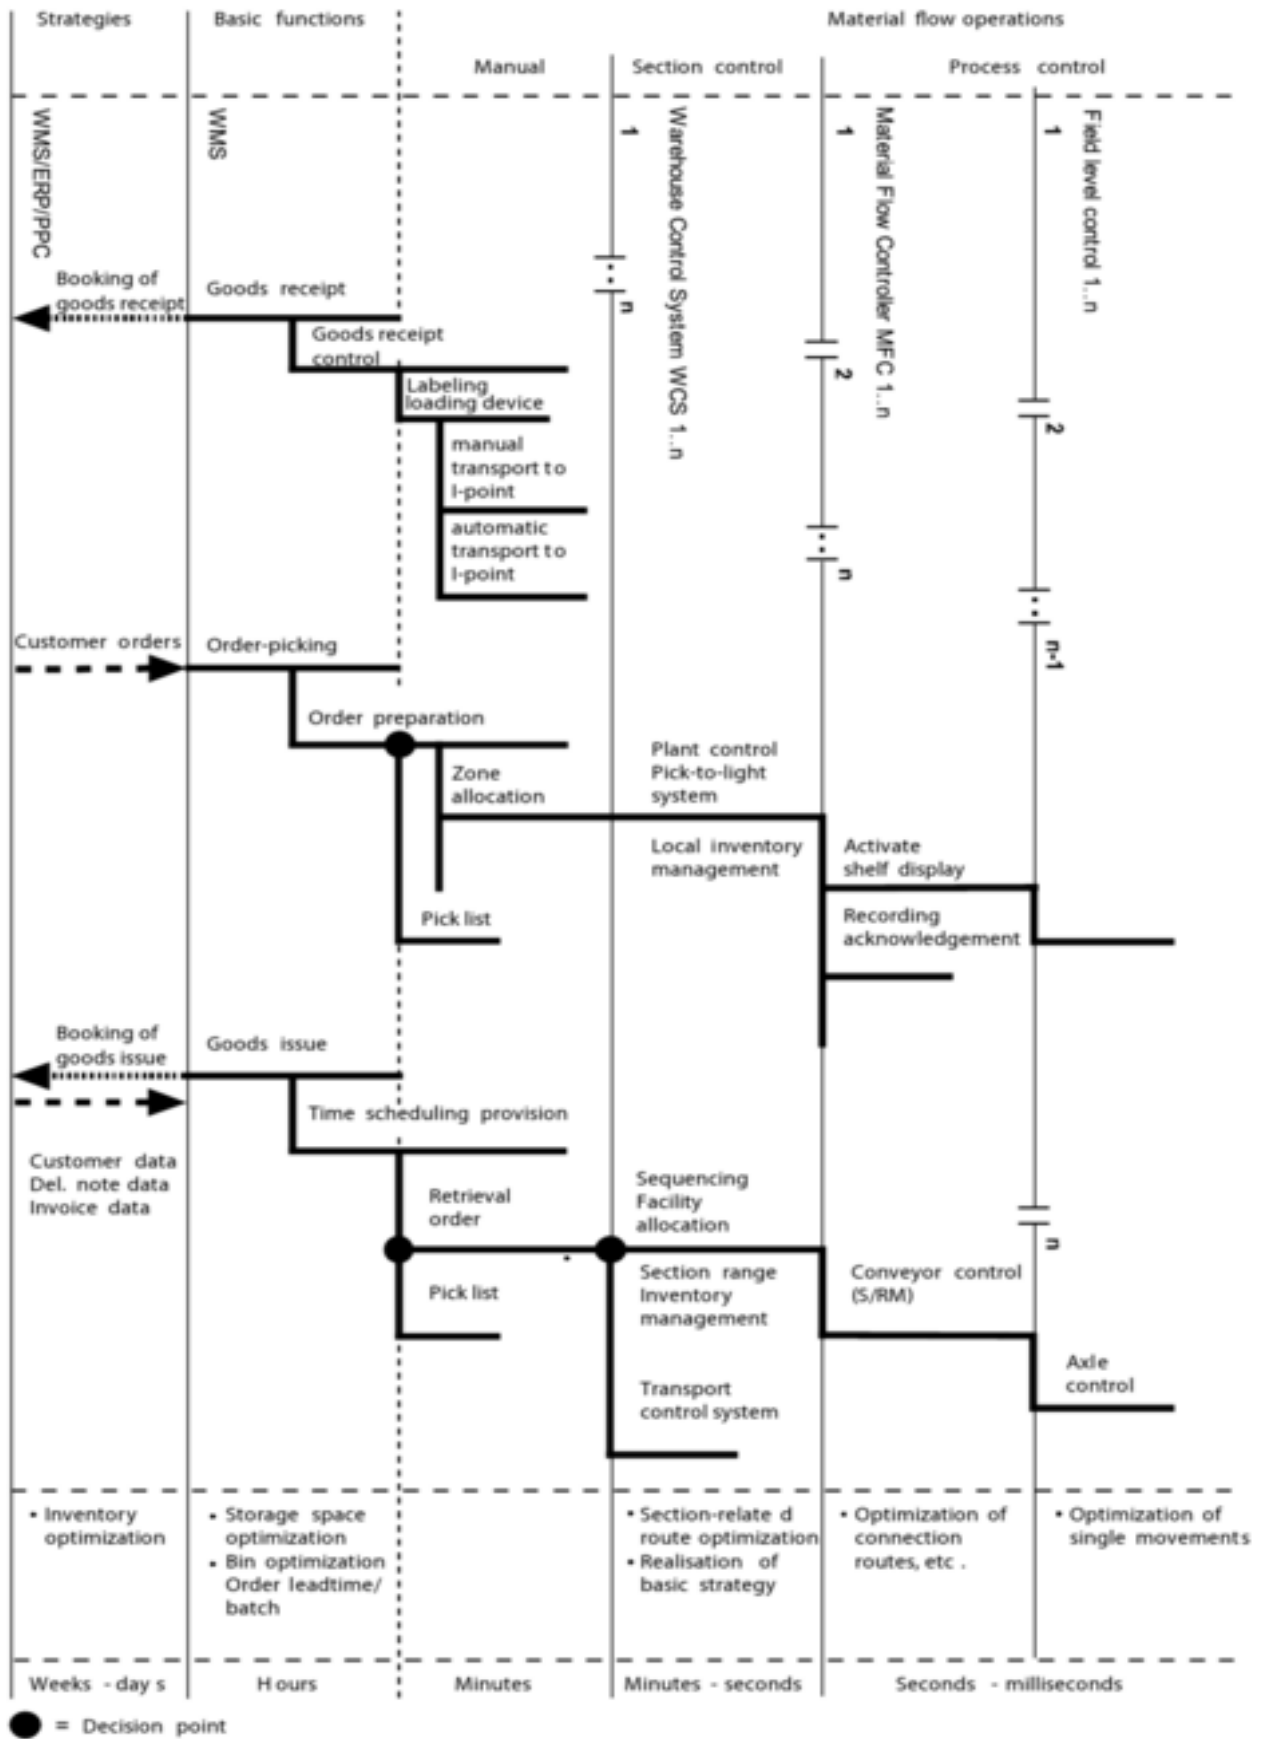 Strategies
Basic functions
Material flow operations
Manual
Section control
Process control
WMS/ERP/PPC
WMS
1
Warehouse Control System WCS 1..n
1
Material Flow Controller MFC 1..n
1
Field level control 1..n
n
2
n
2
n-1
n
Booking of
goods receipt
Goods receipt
Goods receipt
control
Labeling
loading device
manual
transport to
I-point
automatic
transport to
I-point
Customer orders
Order-picking
Order preparation
Zone
allocation
Plant control
Pick-to-light
system
Local inventory
management
Activate
shelf display
Recording
acknowledgement
Pick list
Booking of
goods issue
Goods issue
Time scheduling provision
Customer data
Del. note data
Invoice data
Retrieval
order
Sequencing
Facility
allocation
Pick list
Section range
Inventory
management
Conveyor control
(S/RM)
Transport
control system
Axle
control
• Inventory
optimization
• Storage space
optimization
• Bin optimization
Order leadtime/
batch
• Section-relate d
route optimization
• Realisation of
basic strategy
• Optimization of
connection
routes, etc .
• Optimization of
single movements
Weeks - day s
H ours
Minutes
Minutes - seconds
Seconds - milliseconds
= Decision point